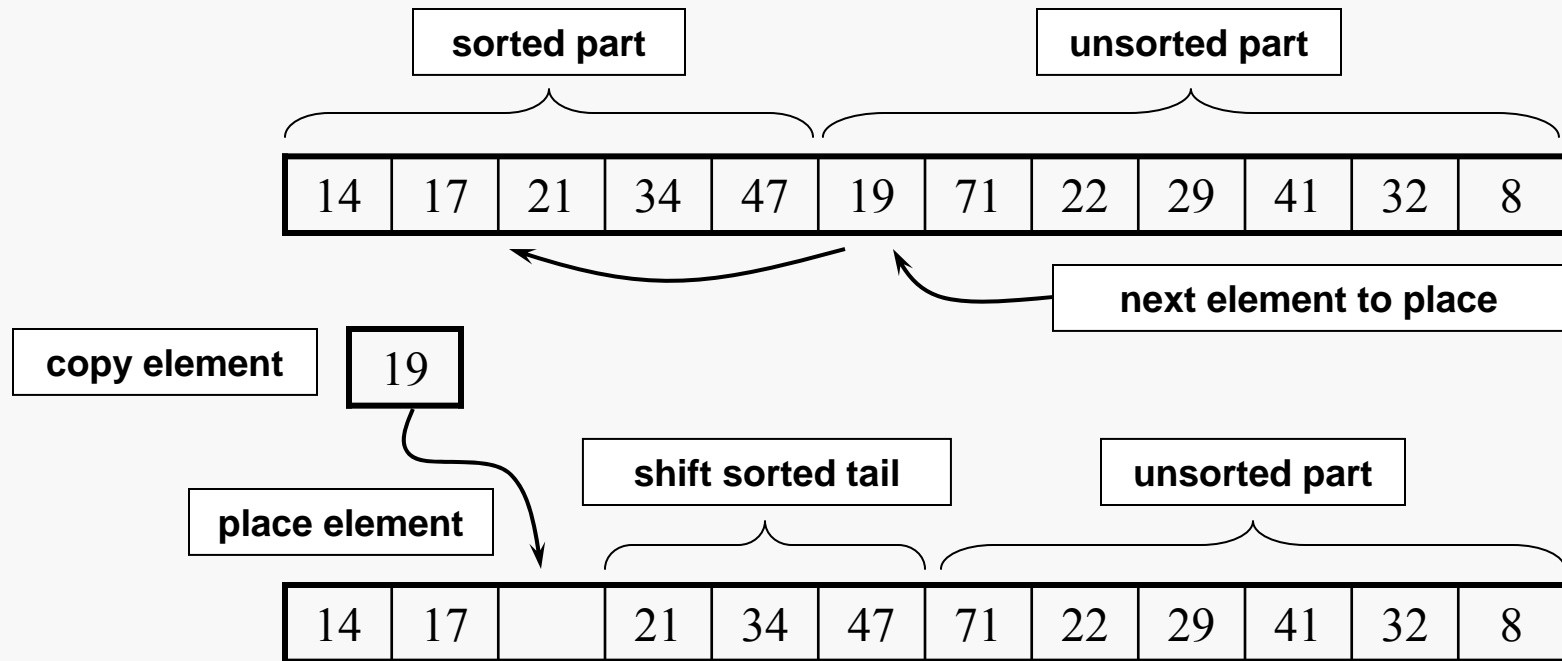 sorted part unsorted part
14 17 21 34 47 19 71 22 29 41 32 8
next element to place
copy element 19
shift sorted tail unsorted part
place element
14 17 21 34 47 71 22 29 41 32 8